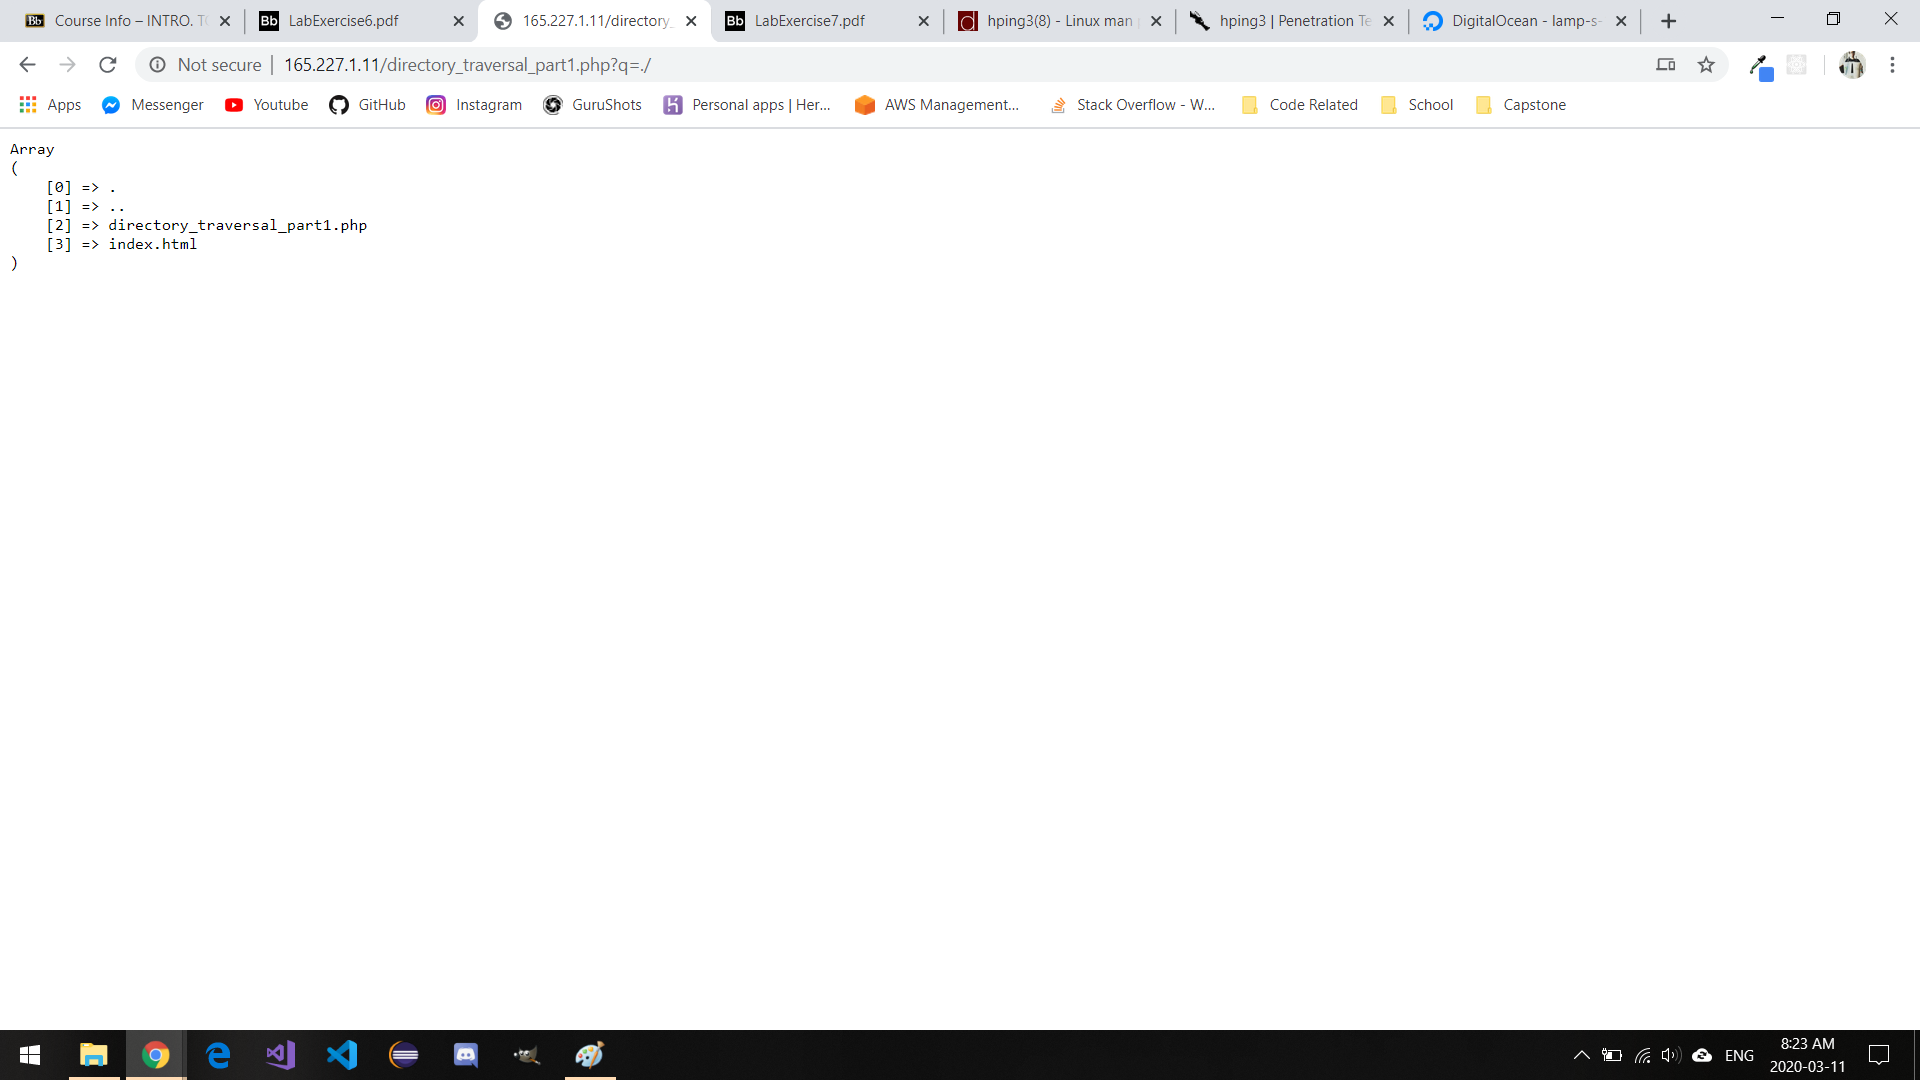 Course Info – INTRO. T
LabExercise6.pdf
165.227.1.11/directory_
LabExercise7.pdf
hping3(8) - Linux man
hping3 | Penetration Te
DigitalOcean - lamp-s-
Not secure | 165.227.1.11/directory_traversal_part1.php?q=./
Apps
Messenger
Youtube
GitHub
Instagram
GuruShots
Personal apps | Her...
AWS Management...
Stack Overflow - W...
Code Related
School
Capstone
Array
(
[0] => .
[1] => ..
[2] => directory_traversal_part1.php
[3] => index.html
)
ENG
8:23 AM
2020-03-11